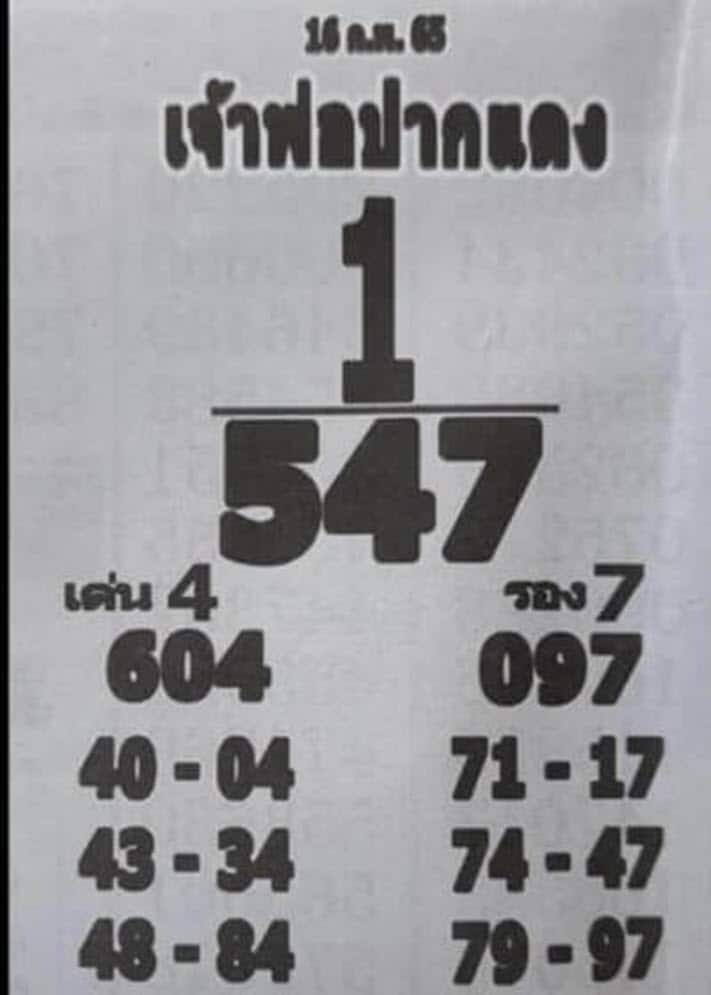 16 ก.พ. 65
เจ้าพ่อปากแดง
1
547
เด่น 4 รอง 7
604 097
40 - 04 71 - 17
43 - 34 74 - 47
48 - 84 79 - 97